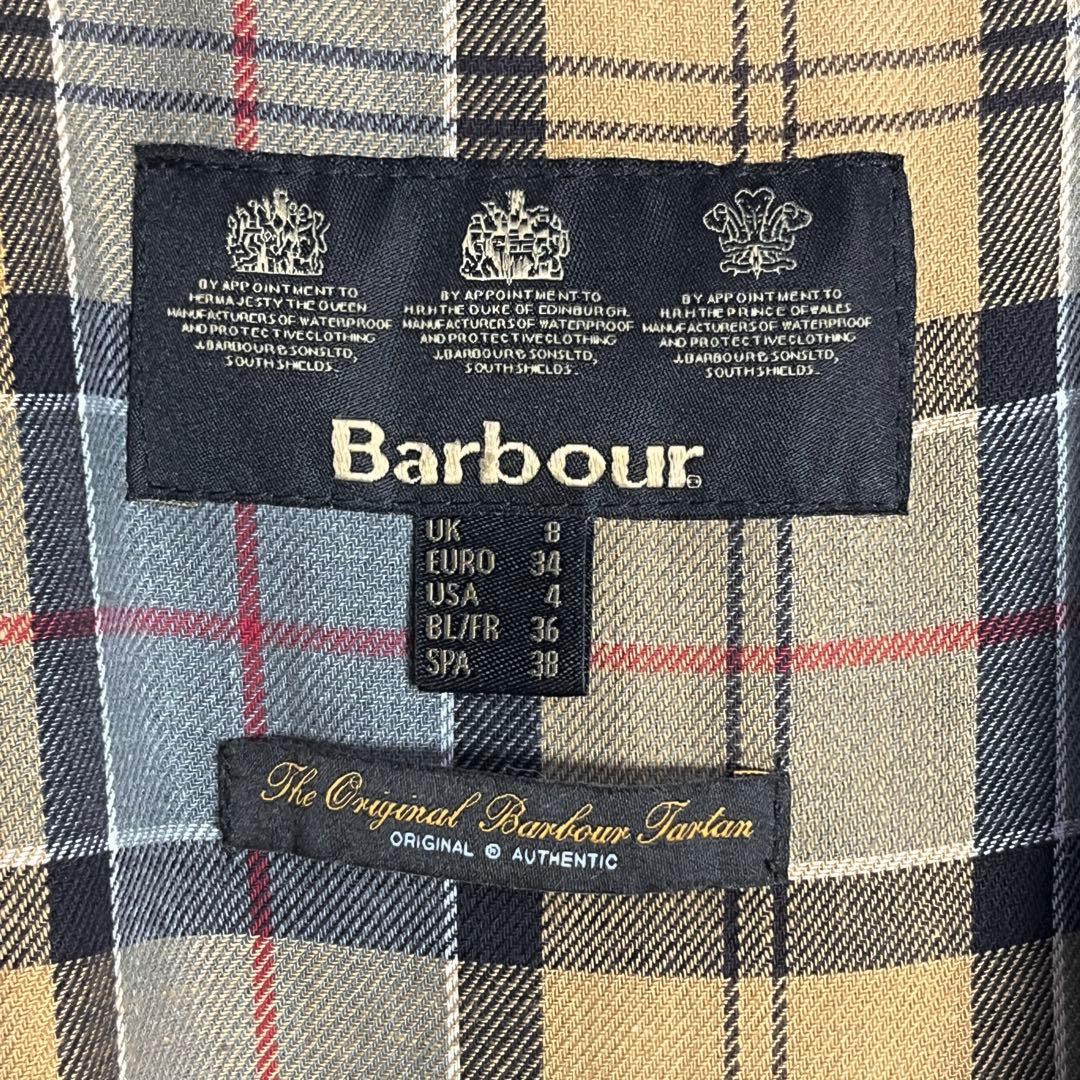 BY APPOINTMENT TO
HER MAJESTY THE QUEEN
MANUFACTURERS OF WATERPROOF
AND PROTECTIVE CLOTHING
J.BARBOUR & SONS LTD,
SOUTH SHIELDS.
BY APPOINTMENT TO
H.R.H THE DUKE OF EDINBURGH.
MANUFACTURERS OF WATERPROOF
AND PROTECTIVE CLOTHING
J.BARBOUR & SONS LTD,
SOUTH SHIELDS.
BY APPOINTMENT TO
H.R.H THE PRINCE OF WALES
MANUFACTURERS OF WATERPROOF
AND PROTECTIVE CLOTHING
J.BARBOUR & SONS LTD,
SOUTH SHIELDS.
Barbour®
UK 8
EURO 34
USA 4
BL/FR 36
SPA 38
The Original Barbour Tartan
ORIGINAL ® AUTHENTIC